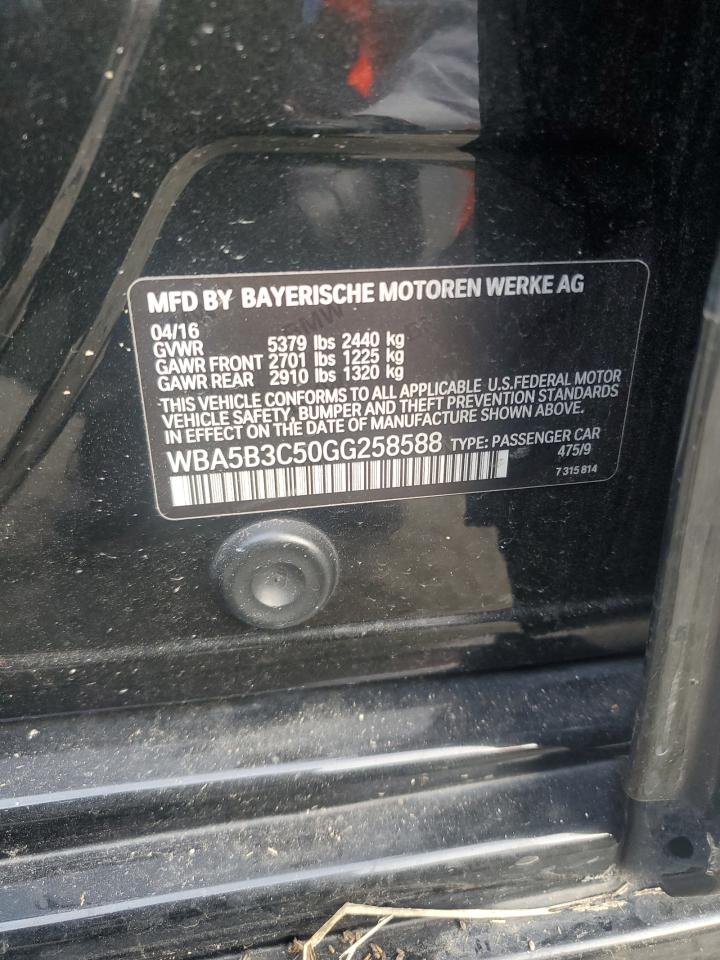 MFD BY BAYERISCHE MOTOREN WERKE AG
04/16
GVWR 5379 lbs 2440 kg
GAWR FRONT 2701 lbs 1225 kg
GAWR REAR 2910 lbs 1320 kg
THIS VEHICLE CONFORMS TO ALL APPLICABLE U.S.FEDERAL MOTOR
VEHICLE SAFETY, BUMPER AND THEFT PREVENTION STANDARDS
IN EFFECT ON THE DATE OF MANUFACTURE SHOWN ABOVE.
WBA5B3C50GG258588 TYPE: PASSENGER CAR
475/9
7 315 814